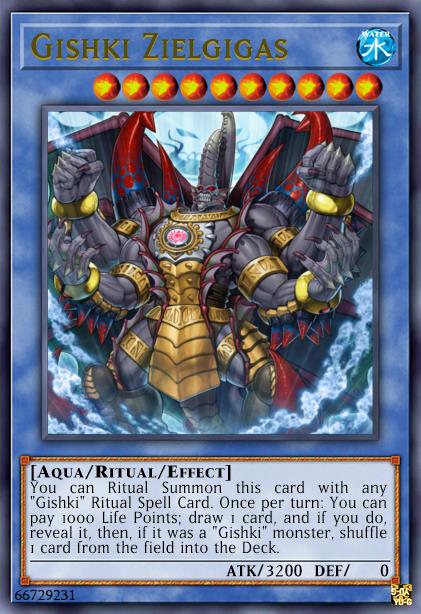 Gishki Zielgigas
WATER
水
[Aqua/Ritual/Effect]
You can Ritual Summon this card with any
"Gishki" Ritual Spell Card. Once per turn: You can
pay 1000 Life Points; draw 1 card, and if you do,
reveal it, then, if it was a "Gishki" monster, shuffle
1 card from the field into the Deck.
ATK/3200 DEF/ 0
66729231